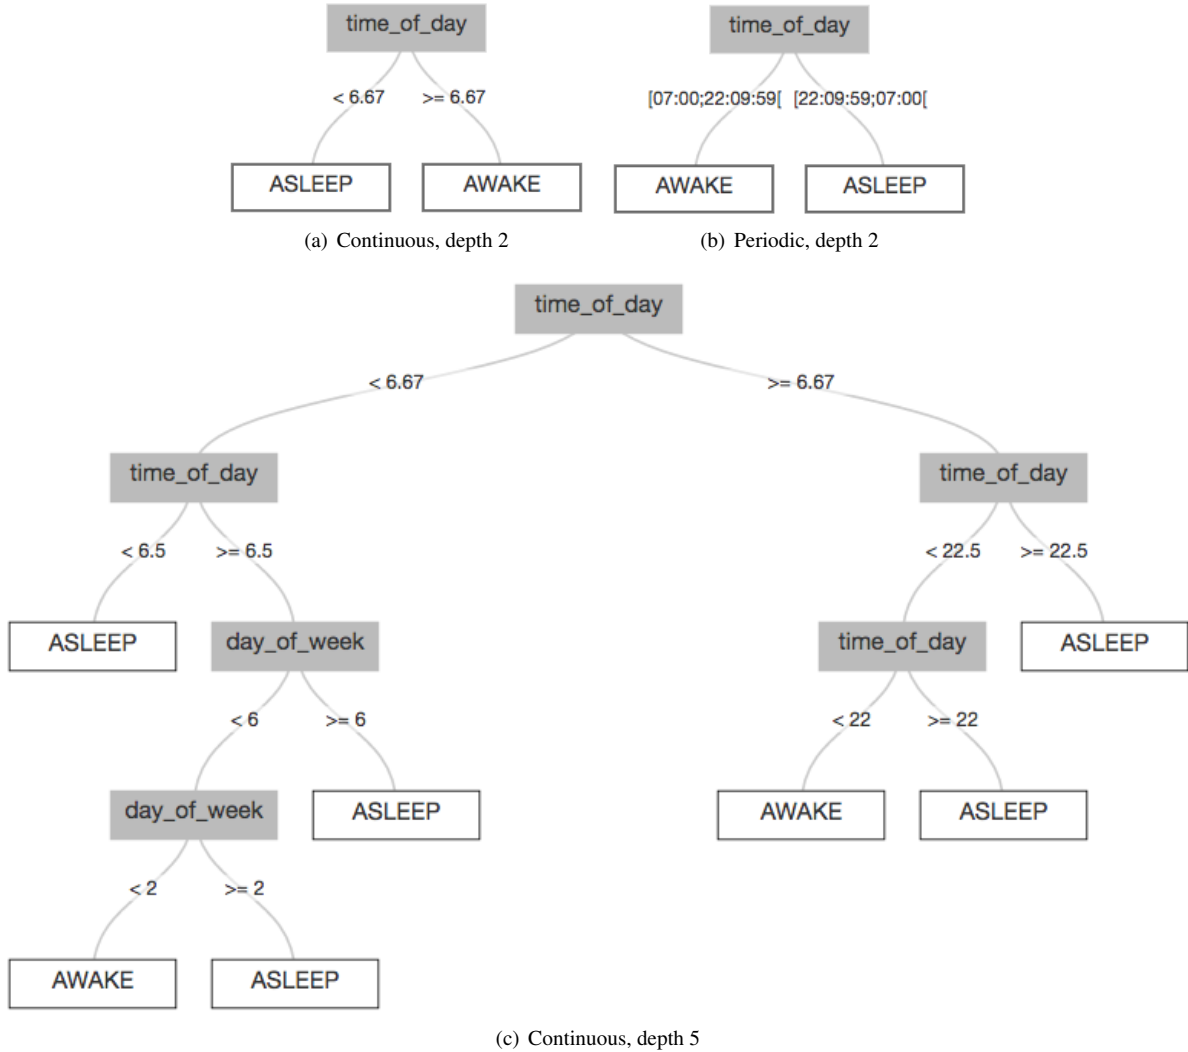 time_of_day
time_of_day
< 6.67
>= 6.67
[07:00;22:09:59[
[22:09:59;07:00[
ASLEEP
AWAKE
AWAKE
ASLEEP
(a) Continuous, depth 2
(b) Periodic, depth 2
time_of_day
< 6.67
>= 6.67
time_of_day
time_of_day
< 6.5
>= 6.5
< 22.5
>= 22.5
ASLEEP
day_of_week
time_of_day
ASLEEP
< 6
>= 6
< 22
>= 22
day_of_week
ASLEEP
AWAKE
ASLEEP
< 2
>= 2
AWAKE
ASLEEP
(c) Continuous, depth 5